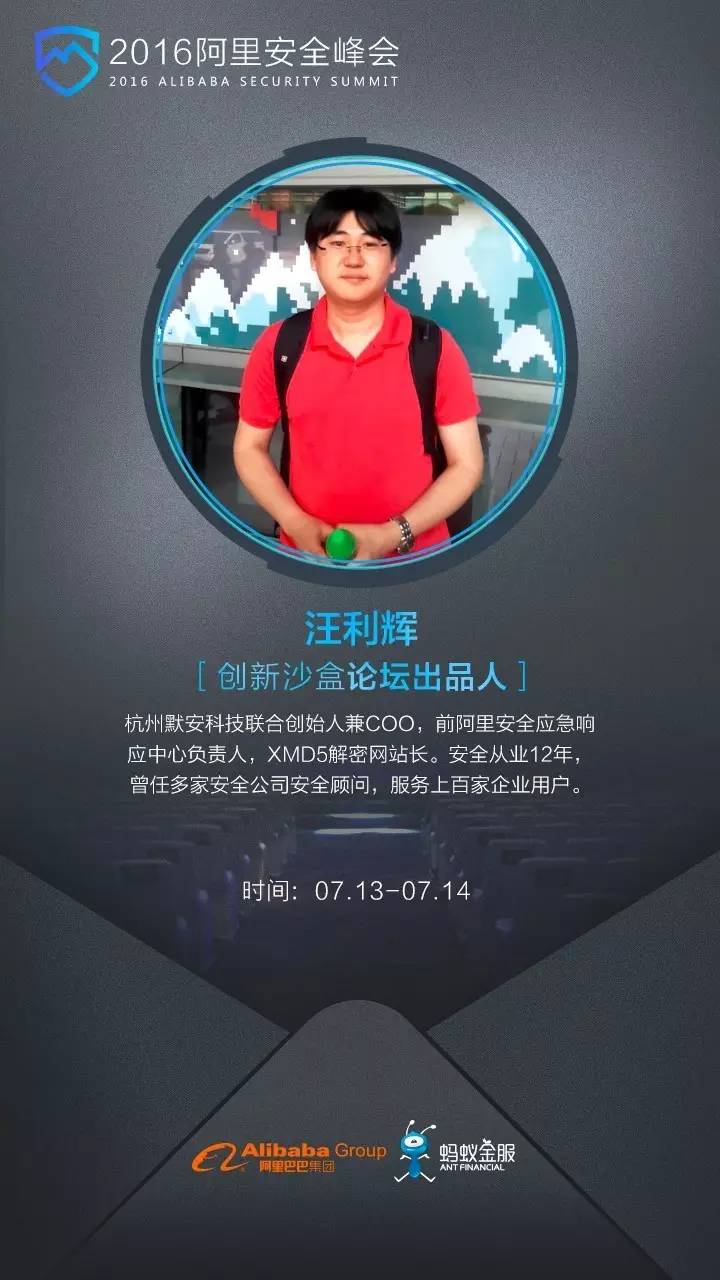 2016阿里安全峰会
2016 ALIBABA SECURITY SUMMIT
汪利辉
[ 创新沙盒论坛出品人 ]
杭州默安科技联合创始人兼COO，前阿里安全应急响
应中心负责人，XMD5解密网站长。安全从业12年，
曾任多家安全公司安全顾问，服务上百家企业用户。
时间：07.13-07.14
Alibaba Group
阿里巴巴集团
蚂蚁金服
ANT FINANCIAL